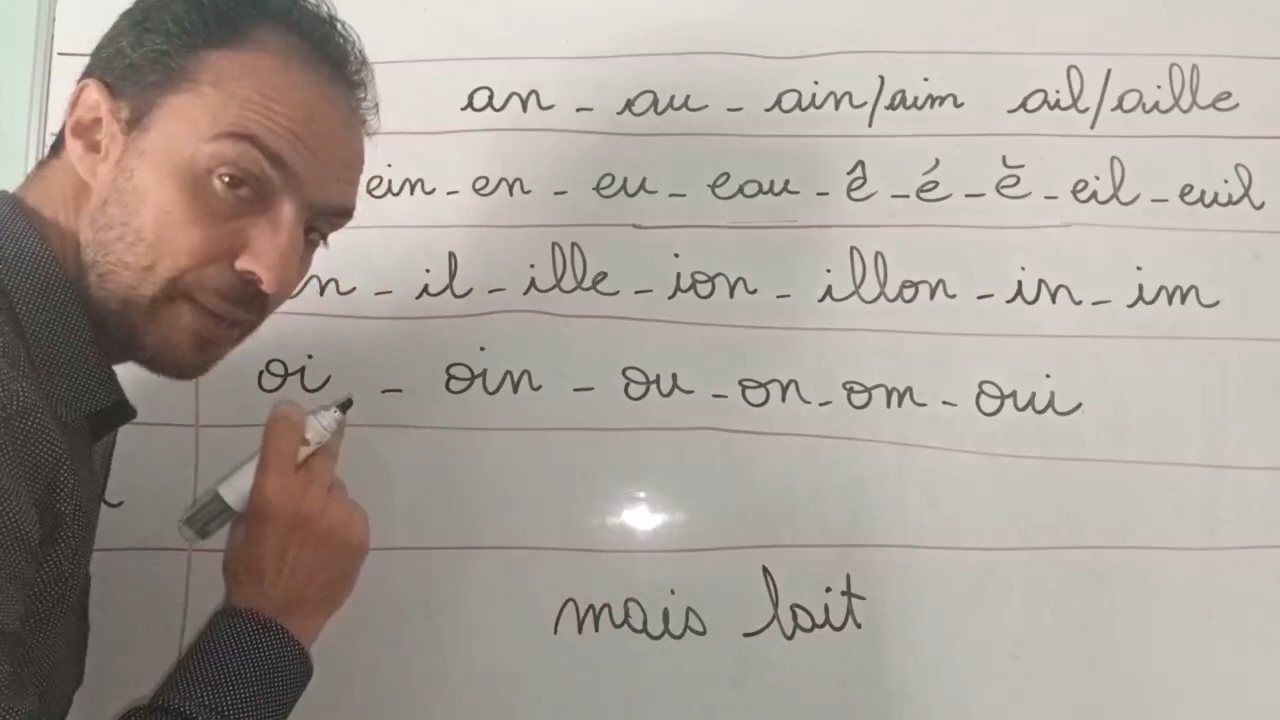 an - au - ain/aim ail/aille
ein - en - eu - eau - ê - é - ĕ - eil - euil
n - il - ille - ion - illon - in - im
oi - oin - ou - on - om - oui
mais lait